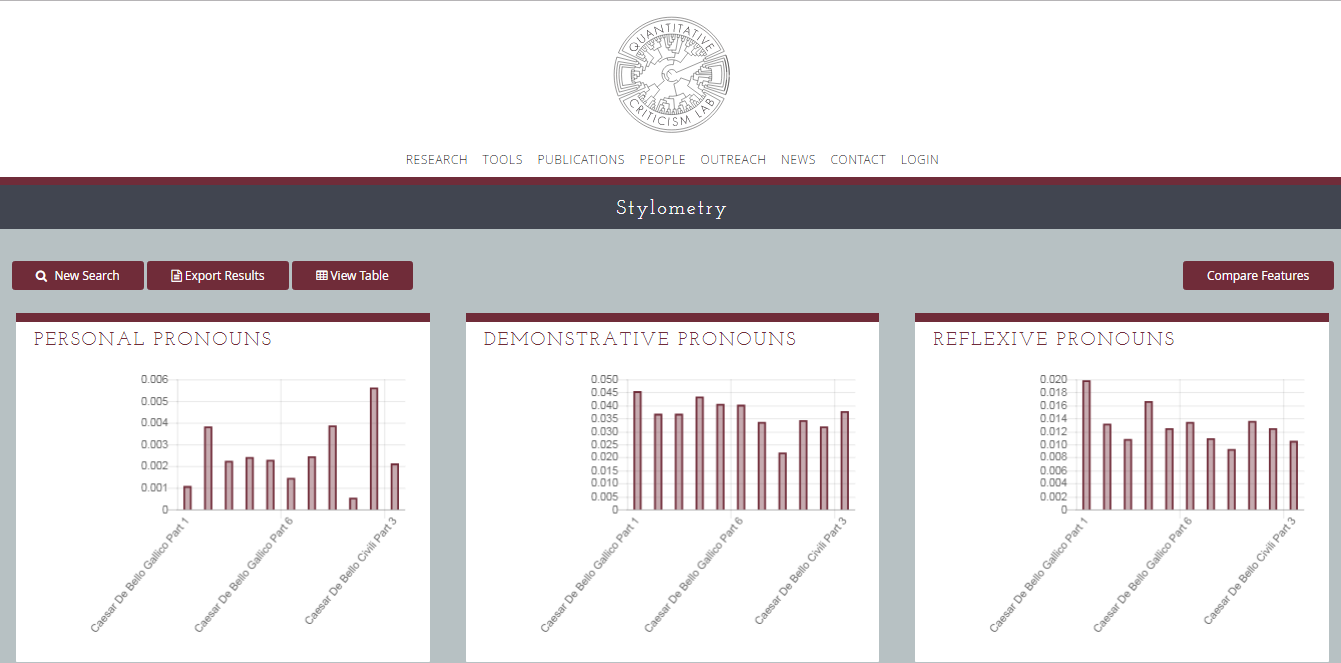 QUANTITATIVE
CRITICISM LAB
RESEARCH TOOLS PUBLICATIONS PEOPLE OUTREACH NEWS CONTACT LOGIN
Stylometry
New Search Export Results View Table Compare Features
PERSONAL PRONOUNS
0.006
0.005
0.004
0.003
0.002
0.001
0
Caesar De Bello Gallico Part 1
Caesar De Bello Gallico Part 6
Caesar De Bello Civili Part 3
DEMONSTRATIVE PRONOUNS
0.050
0.045
0.040
0.035
0.030
0.025
0.020
0.015
0.010
0.005
0
Caesar De Bello Gallico Part 1
Caesar De Bello Gallico Part 6
Caesar De Bello Civili Part 3
REFLEXIVE PRONOUNS
0.020
0.018
0.016
0.014
0.012
0.010
0.008
0.006
0.004
0.002
0
Caesar De Bello Gallico Part 1
Caesar De Bello Gallico Part 6
Caesar De Bello Civili Part 3